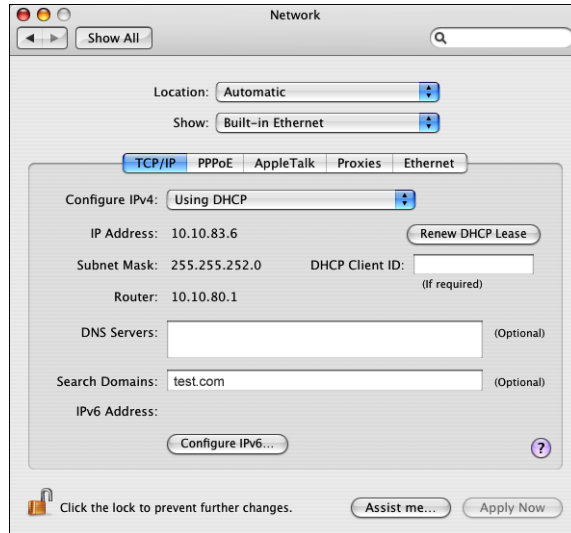 Network
Show All
Location: Automatic
Show: Built-in Ethernet
TCP/IP PPPoE AppleTalk Proxies Ethernet
Configure IPv4: Using DHCP
IP Address: 10.10.83.6 Renew DHCP Lease
Subnet Mask: 255.255.252.0 DHCP Client ID:
(If required)
Router: 10.10.80.1
DNS Servers: (Optional)
Search Domains: test.com (Optional)
IPv6 Address:
Configure IPv6... ?
Click the lock to prevent further changes. Assist me... Apply Now